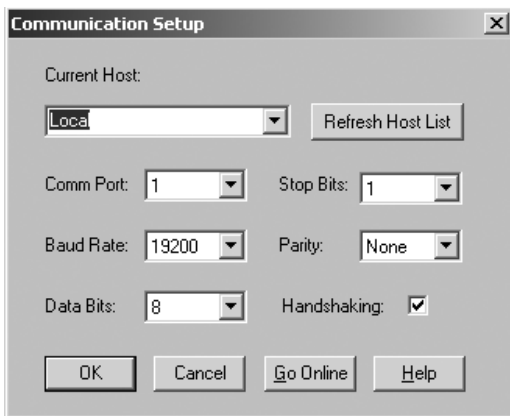 Communication Setup
Current Host:
Local Refresh Host List
Comm Port: 1 Stop Bits: 1
Baud Rate: 19200 Parity: None
Data Bits: 8 Handshaking:
OK Cancel Go Online Help